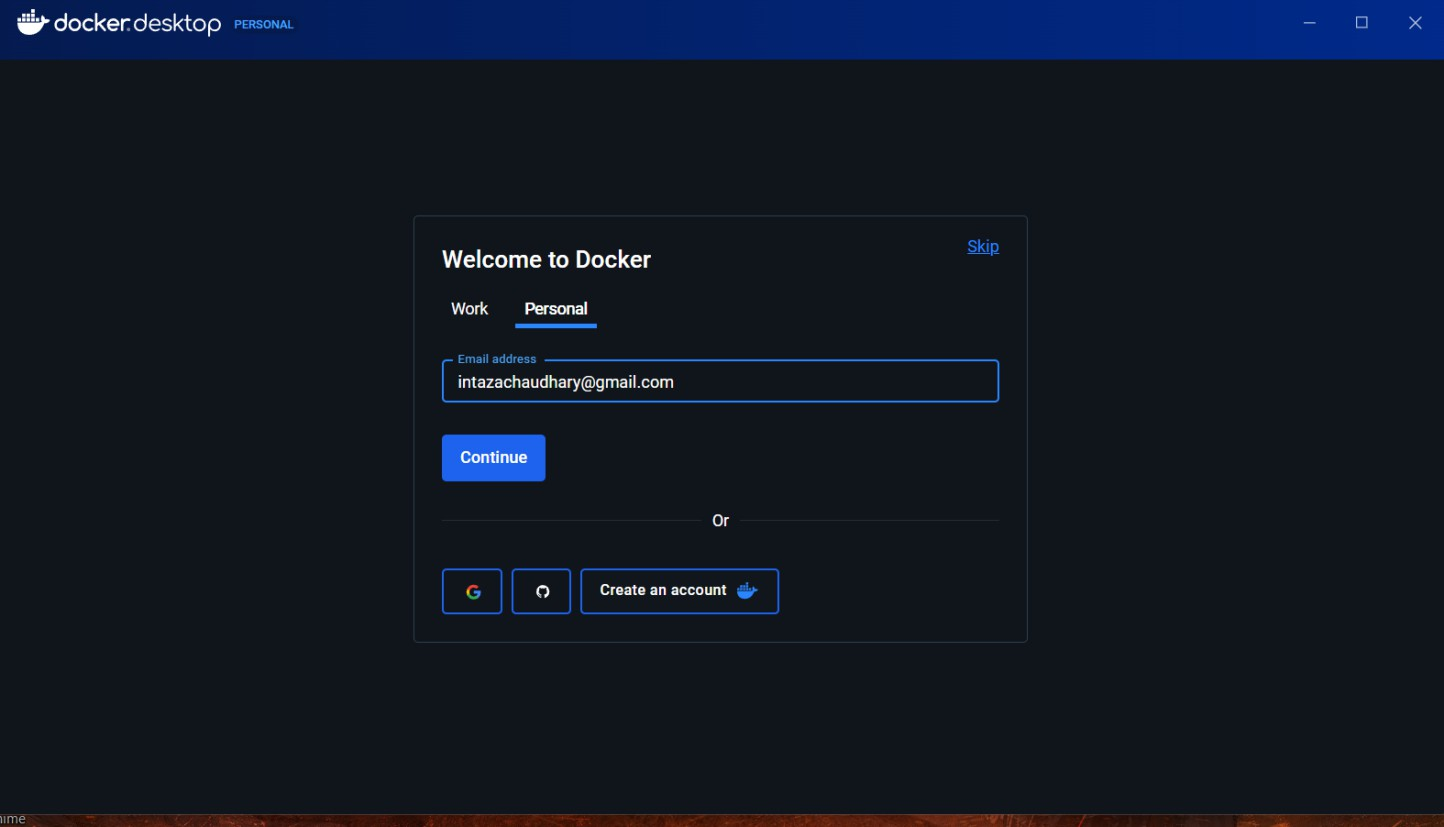 docker.desktop PERSONAL
Skip
Welcome to Docker
Work Personal
Email address
intazachaudhary@gmail.com
Continue
Or
G Create an account